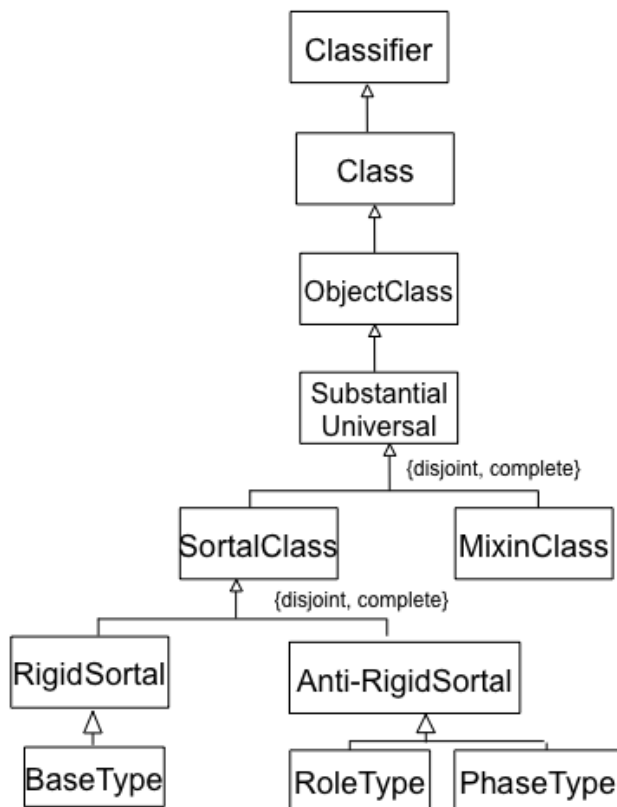 Classifier
Class
ObjectClass
Substantial
Universal
{disjoint, complete}
SortalClass
MixinClass
{disjoint, complete}
RigidSortal
Anti-RigidSortal
BaseType
RoleType
PhaseType